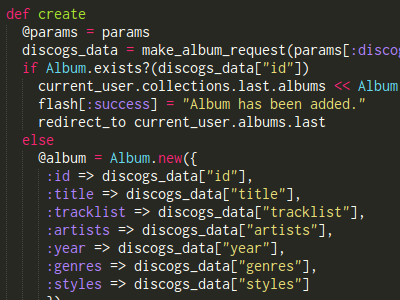 def create
@params = params
discogs_data = make_album_request(params[:disco
if Album.exists?(discogs_data["id"])
current_user.collections.last.albums << Album
flash[:success] = "Album has been added."
redirect_to current_user.albums.last
else
@album = Album.new({
:id => discogs_data["id"],
:title => discogs_data["title"],
:tracklist => discogs_data["tracklist"],
:artists => discogs_data["artists"],
:year => discogs_data["year"],
:genres => discogs_data["genres"],
:styles => discogs_data["styles"]
})